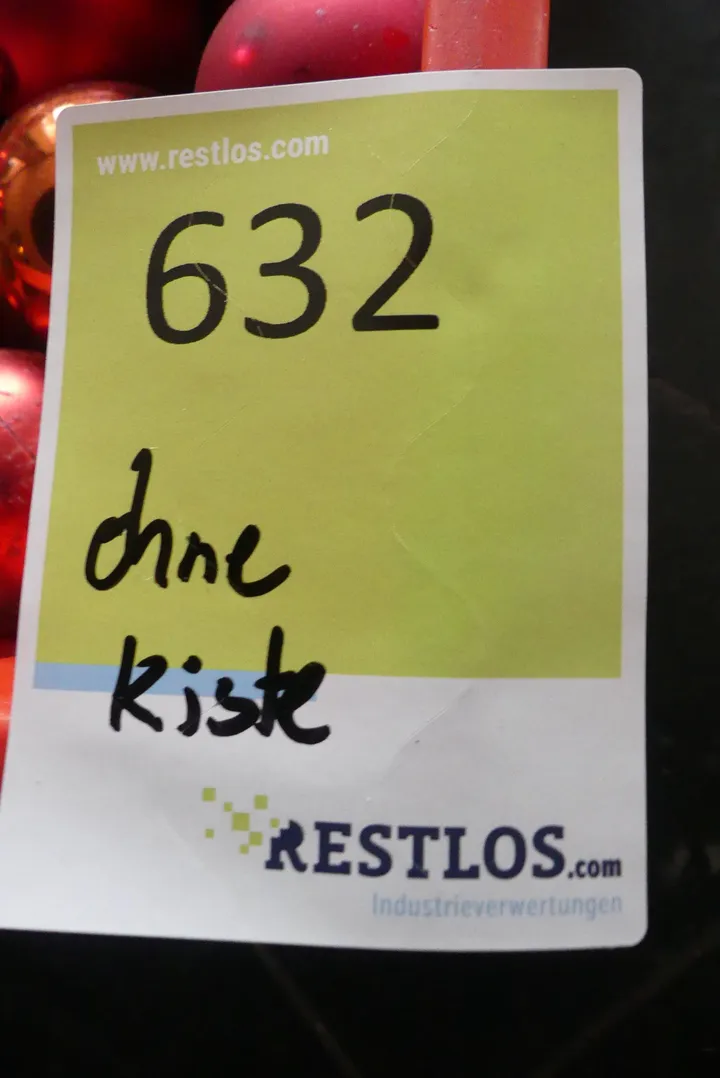 www.restlos.com
632
ohne
Kiste
RESTLOS.com
Industrieverwertungen